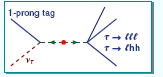 1-prong tag
τ → ℓℓℓ
τ → ℓhh
ν_τ